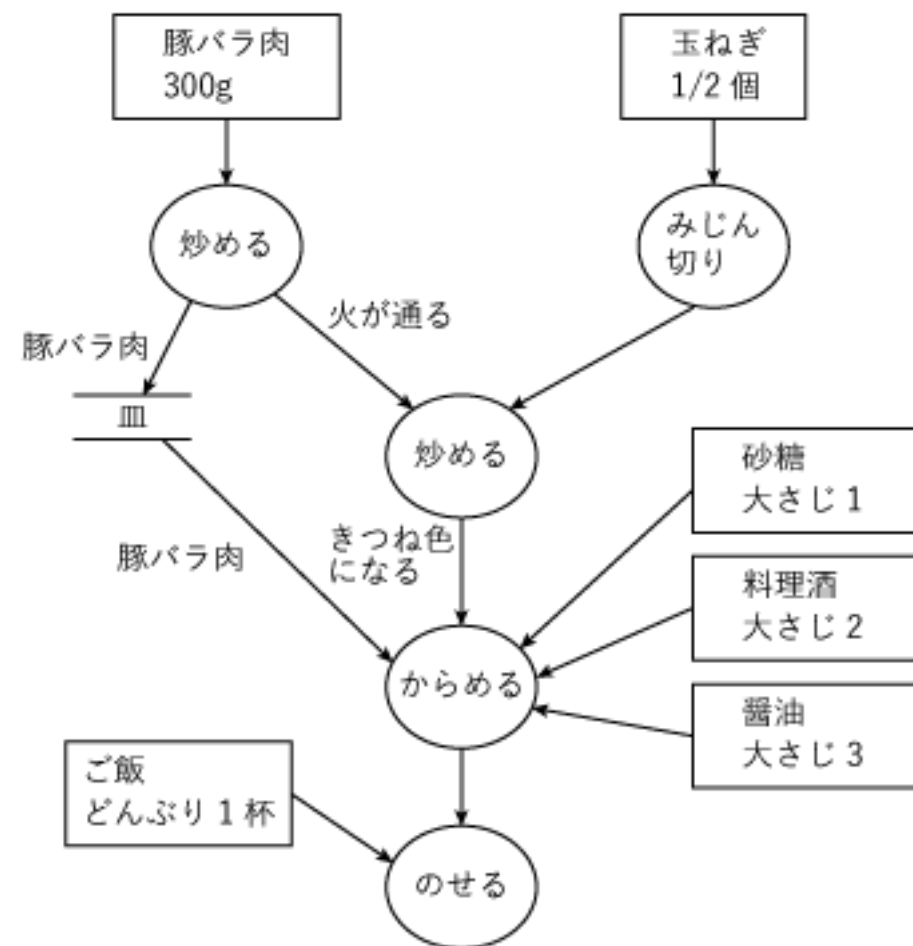 豚バラ肉
300g
玉ねぎ
1/2 個
炒める
みじん
切り
火が通る
豚バラ肉
皿
炒める
砂糖
大さじ 1
きつね色
になる
豚バラ肉
料理酒
大さじ 2
からめる
醤油
大さじ 3
ご飯
どんぶり 1 杯
のせる